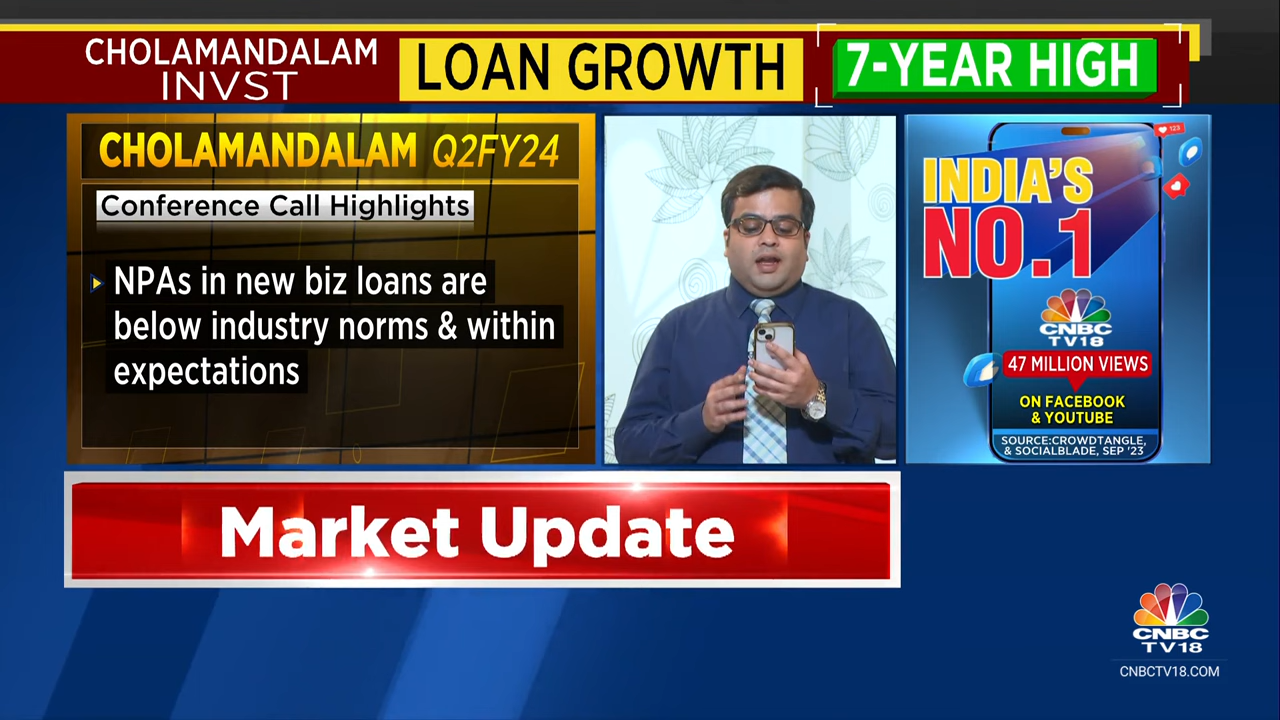 CHOLAMANDALAM
INVST
LOAN GROWTH
7-YEAR HIGH
CHOLAMANDALAM Q2FY24
Conference Call Highlights
NPAs in new biz loans are
below industry norms & within
expectations
123
INDIA'S
NO.1
CNBC
TV18
47 MILLION VIEWS
ON FACEBOOK
& YOUTUBE
SOURCE:CROWDTANGLE,
& SOCIALBLADE, SEP '23
Market Update
CNBC
TV18
CNBCTV18.COM